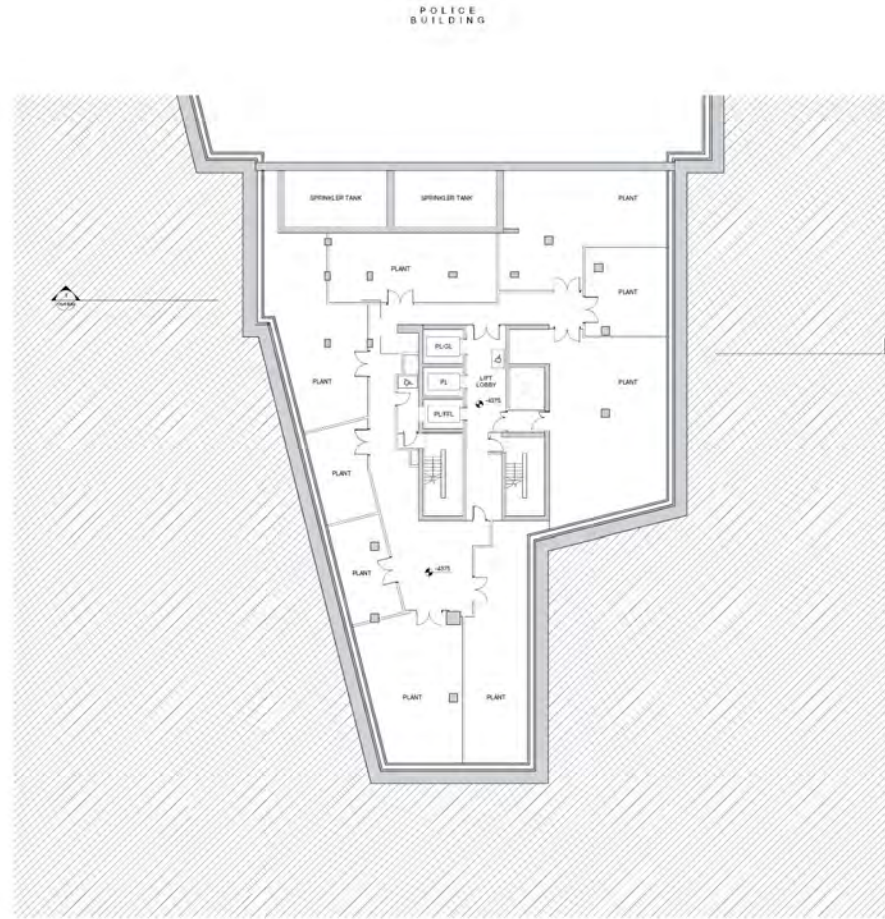 POLICE
BUILDING
SPRINKLER TANK
SPRINKLER TANK
PLANT
PLANT
PLANT
PL/GL
LIFT
LOBBY
PL
PLANT
PLANT
-4375
PL/FFL
PLANT
-4375
PLANT
PLANT
PLANT